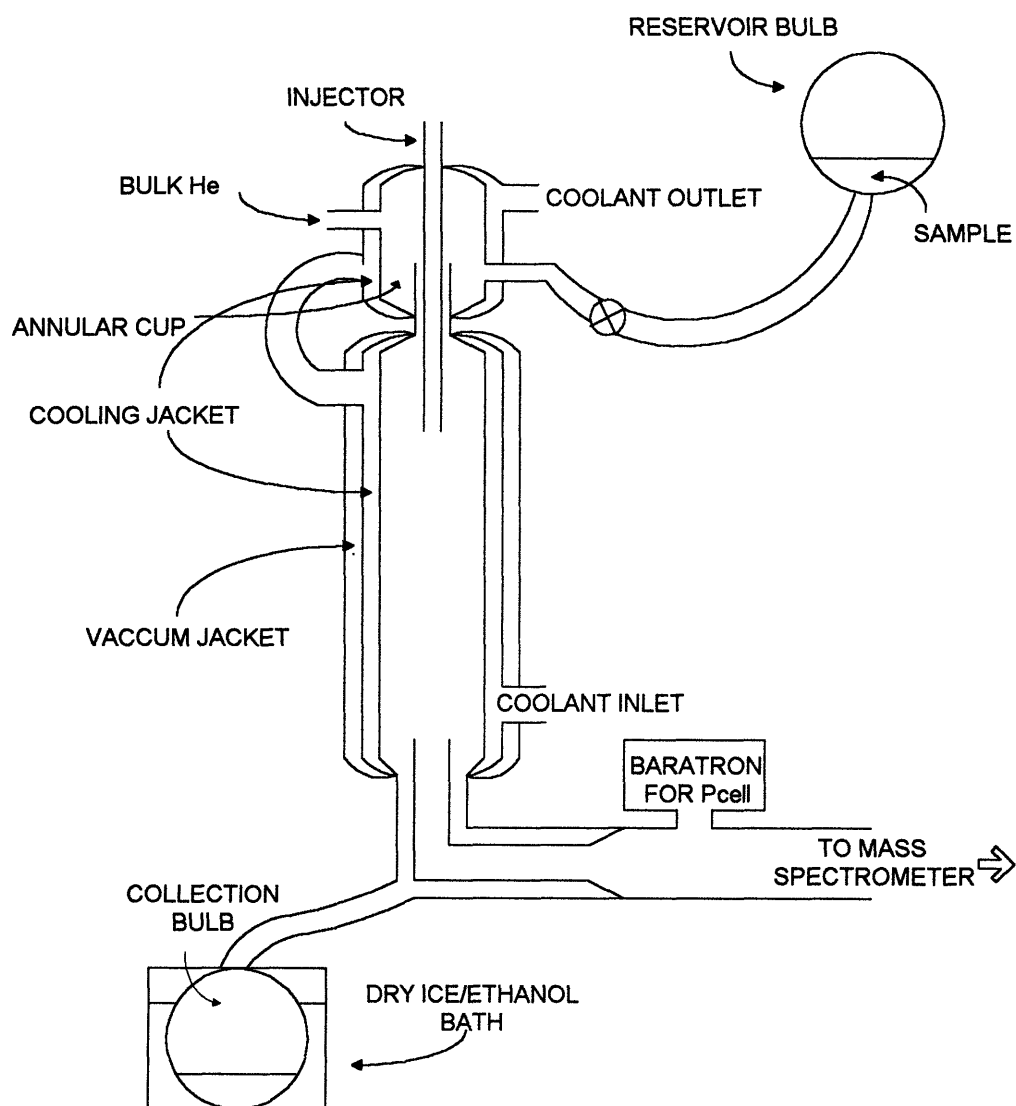 RESERVOIR BULB
INJECTOR
BULK He
COOLANT OUTLET
SAMPLE
ANNULAR CUP
COOLING JACKET
VACCUM JACKET
COOLANT INLET
BARATRON
FOR Pcell
TO MASS
SPECTROMETER
COLLECTION
BULB
DRY ICE/ETHANOL
BATH